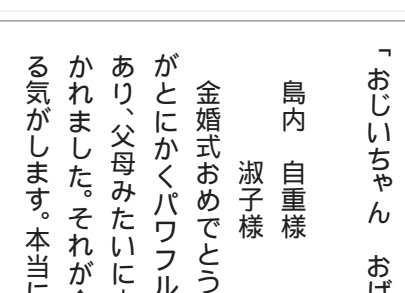 「おじいちゃん　おば
島内　自重様
淑子様
金婚式おめでとう
がとにかくパワフル
あり、父母みたいに
かれました。それが
る気がします。本当に